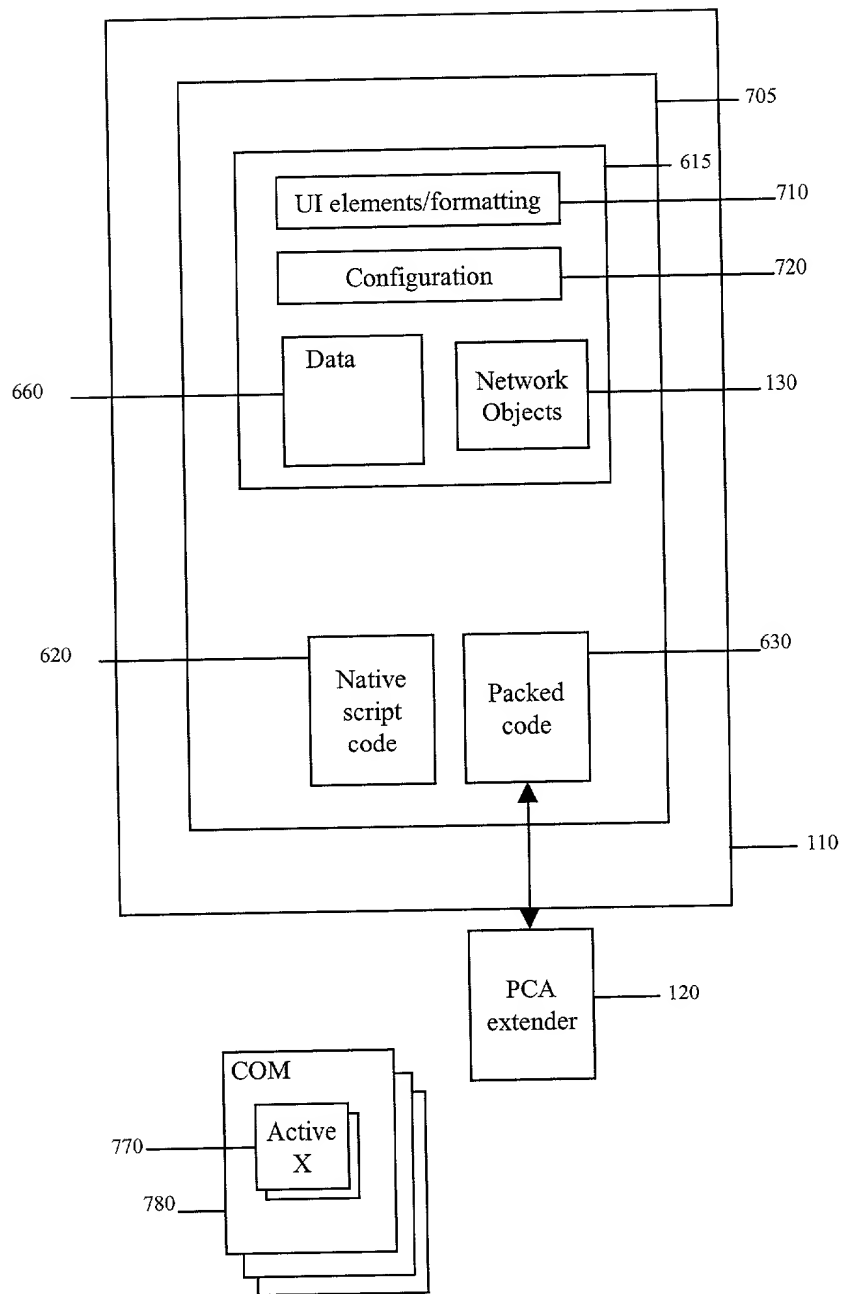 705
615
UI elements/formatting
710
Configuration
720
Data
Network
Objects
130
660
620
630
Native
script
code
Packed
code
110
PCA
extender
120
COM
Active
X
770
780